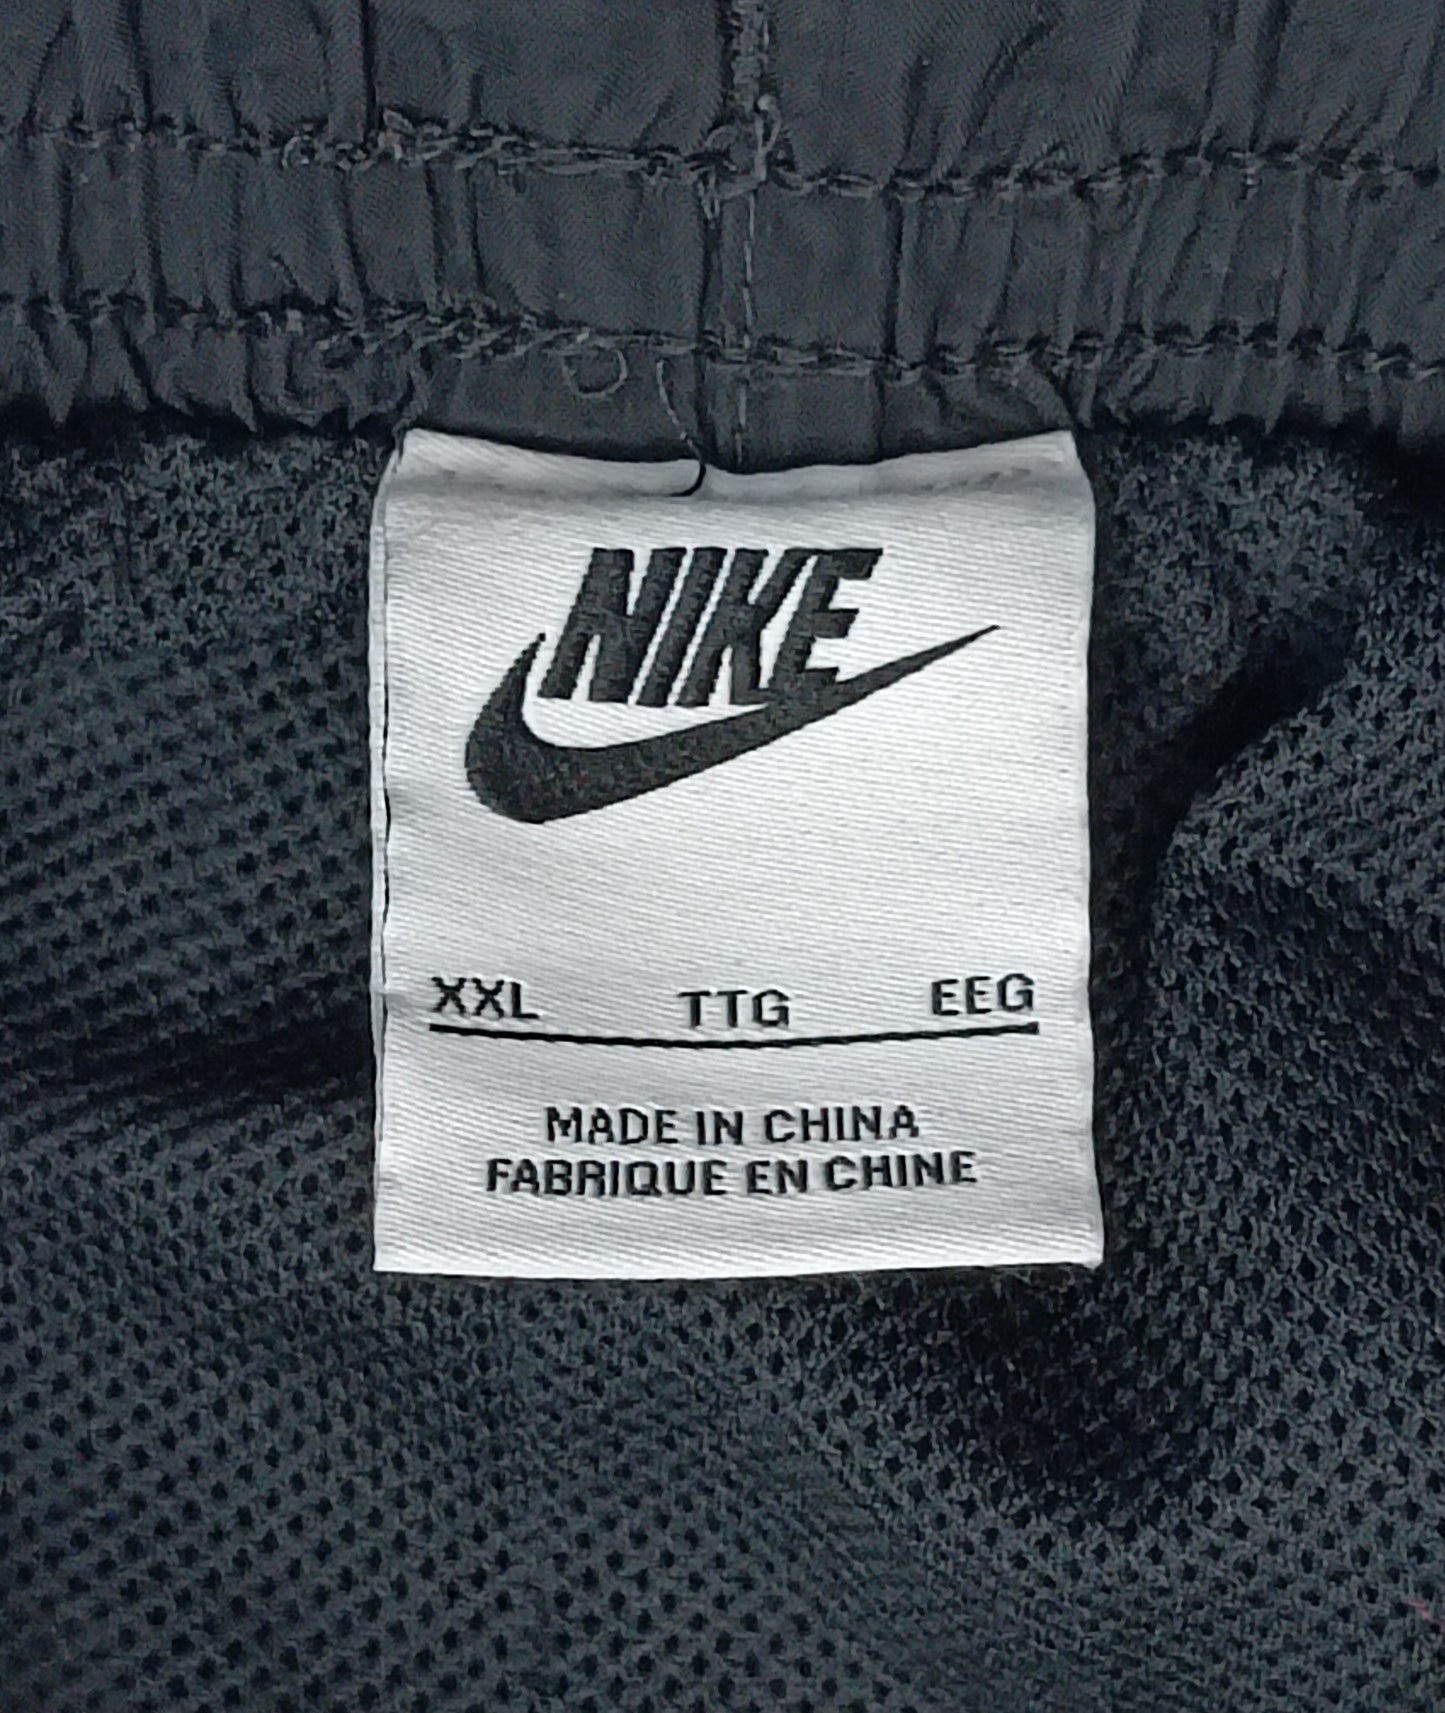 NIKE
XXL TTG EEG
MADE IN CHINA
FABRIQUE EN CHINE